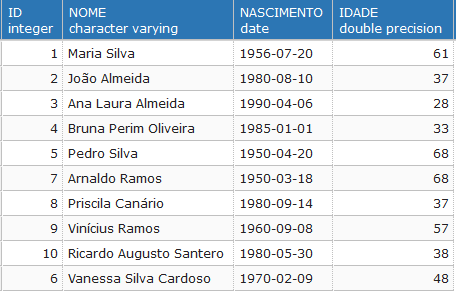 ID NOME NASCIMENTO IDADE
integer character varying date double precision
1 Maria Silva 1956-07-20 61
2 João Almeida 1980-08-10 37
3 Ana Laura Almeida 1990-04-06 28
4 Bruna Perim Oliveira 1985-01-01 33
5 Pedro Silva 1950-04-20 68
7 Arnaldo Ramos 1950-03-18 68
8 Priscila Canário 1980-09-14 37
9 Vinícius Ramos 1960-09-08 57
10 Ricardo Augusto Santero 1980-05-30 38
6 Vanessa Silva Cardoso 1970-02-09 48